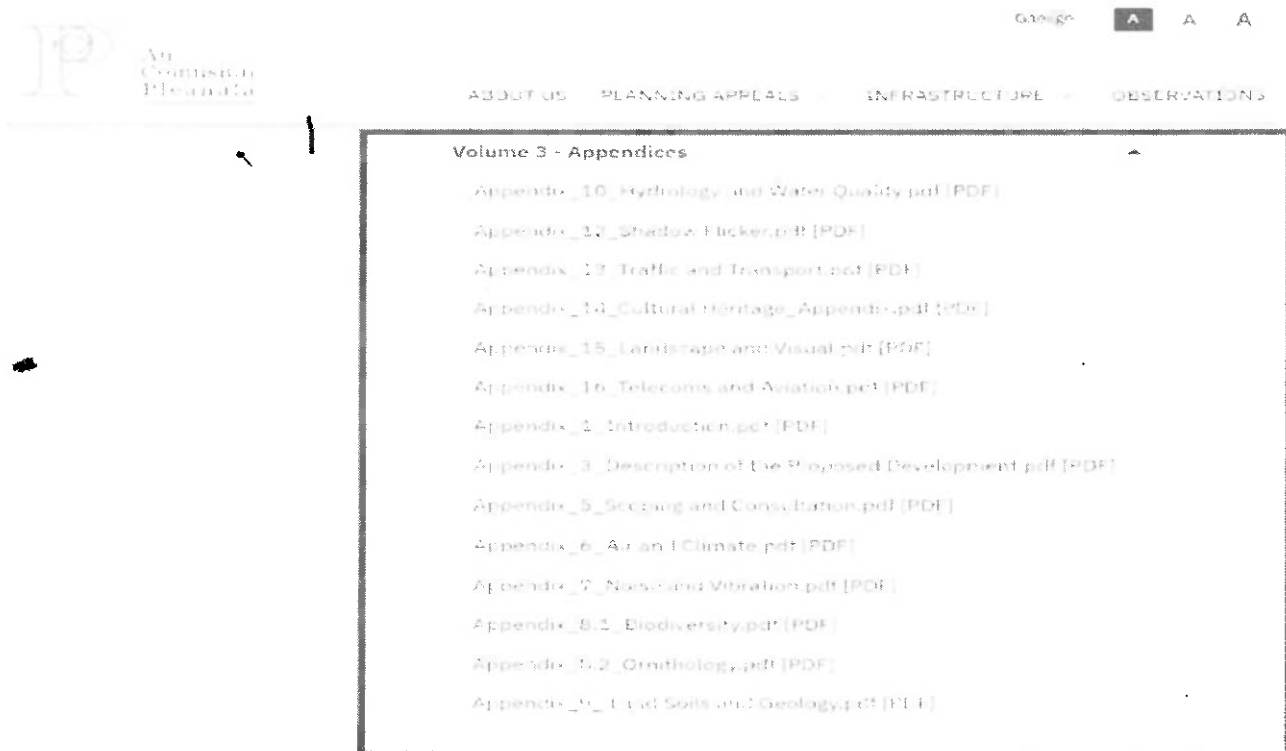 Gaeilge A A A
An
Coimisiún
Pleanála
ABOUT US PLANNING APPEALS INFRASTRUCTURE OBSERVATIONS
Volume 3 - Appendices
Appendix_10_Hydrology and Water Quality.pdf [PDF]
Appendix_12_Shadow Flicker.pdf [PDF]
Appendix_13_Traffic and Transport.pdf [PDF]
Appendix_14_Cultural Heritage_Appendix.pdf [PDF]
Appendix_15_Landscape and Visual.pdf [PDF]
Appendix_16_Telecoms and Aviation.pdf [PDF]
Appendix_1_Introduction.pdf [PDF]
Appendix_3_Description of the Proposed Development.pdf [PDF]
Appendix_5_Scoping and Consultation.pdf [PDF]
Appendix_6_Air and Climate.pdf [PDF]
Appendix_7_Noise and Vibration.pdf [PDF]
Appendix_8.1_Biodiversity.pdf [PDF]
Appendix_8.2_Ornithology.pdf [PDF]
Appendix_9_Land Soils and Geology.pdf [PDF]